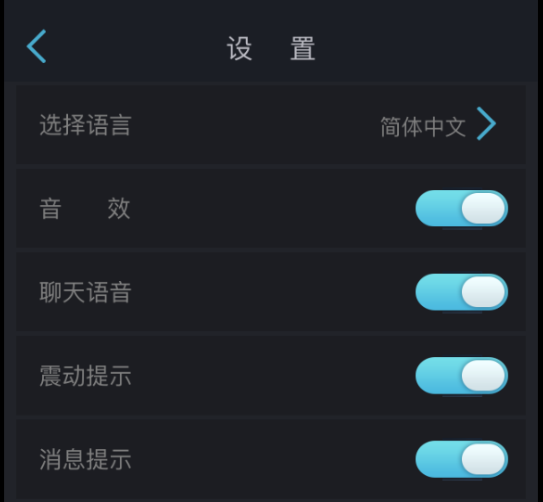 设 置
选择语言 简体中文
音 效
聊天语音
震动提示
消息提示